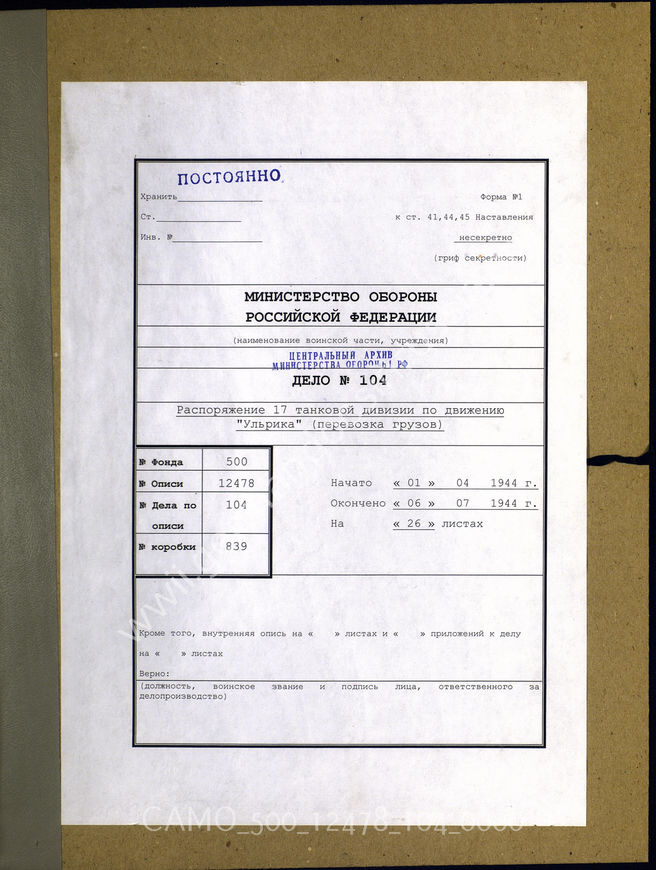 ПОСТОЯННО.
Хранить
Форма №1
Ст.
к ст. 41,44,45 Наставления
Инв. №
несекретно
(гриф секретности)
МИНИСТЕРСТВО ОБОРОНЫ
РОССИЙСКОЙ ФЕДЕРАЦИИ
(наименование воинской части, учреждения)
ЦЕНТРАЛЬНЫЙ АРХИВ
МИНИСТЕРСТВА ОБОРОНЫ РФ
ДЕЛО № 104
Распоряжение 17 танковой дивизии по движению
"Ульрика" (перевозка грузов)
№ Фонда 500
№ Описи 12478
№ Дела по описи 104
№ коробки 839
Начато « 01 » 04 1944 г.
Окончено « 06 » 07 1944 г.
На « 26 » листах
Кроме того, внутренняя опись на « » листах и « » приложений к делу
на « » листах
Верно:
(должность, воинское звание и подпись лица, ответственного за
делопроизводство)
CAMO_500_12478_104_0000